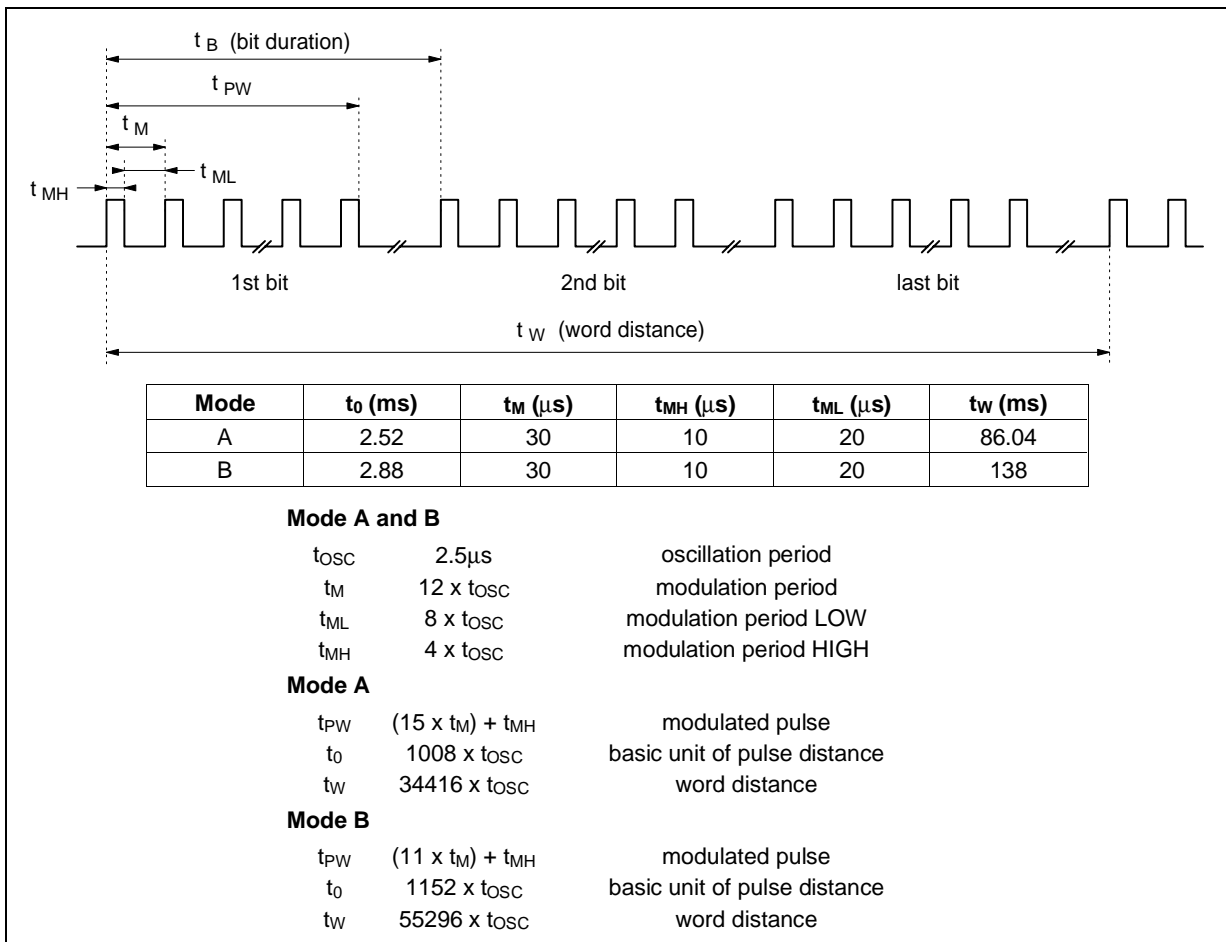 t B (bit duration)
t PW
t M
t ML
t MH
1st bit 2nd bit last bit
t W (word distance)
Mode t0 (ms) tM (μs) tMH (μs) tML (μs) tW (ms)
A 2.52 30 10 20 86.04
B 2.88 30 10 20 138
Mode A and B
tOSC 2.5μs oscillation period
tM 12 x tOSC modulation period
tML 8 x tOSC modulation period LOW
tMH 4 x tOSC modulation period HIGH
Mode A
tPW (15 x tM) + tMH modulated pulse
t0 1008 x tOSC basic unit of pulse distance
tW 34416 x tOSC word distance
Mode B
tPW (11 x tM) + tMH modulated pulse
t0 1152 x tOSC basic unit of pulse distance
tW 55296 x tOSC word distance